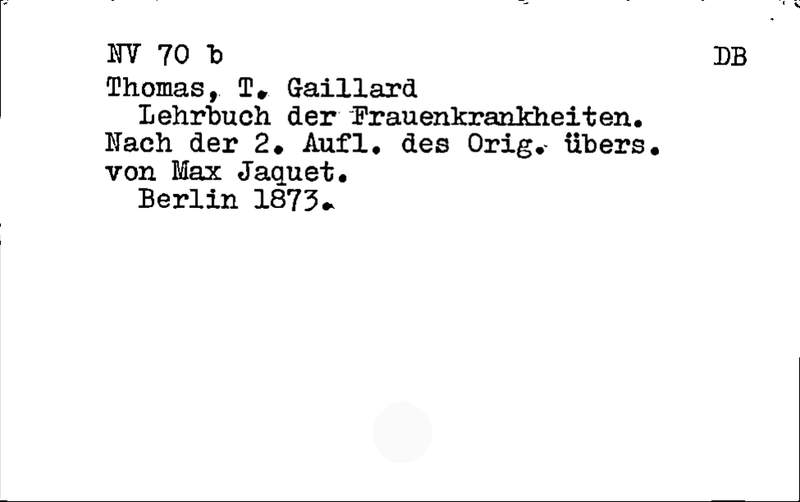 NV 70 b DB
Thomas, T. Gaillard
Lehrbuch der Frauenkrankheiten.
Nach der 2. Aufl. des Orig. übers.
von Max Jaquet.
Berlin 1873.